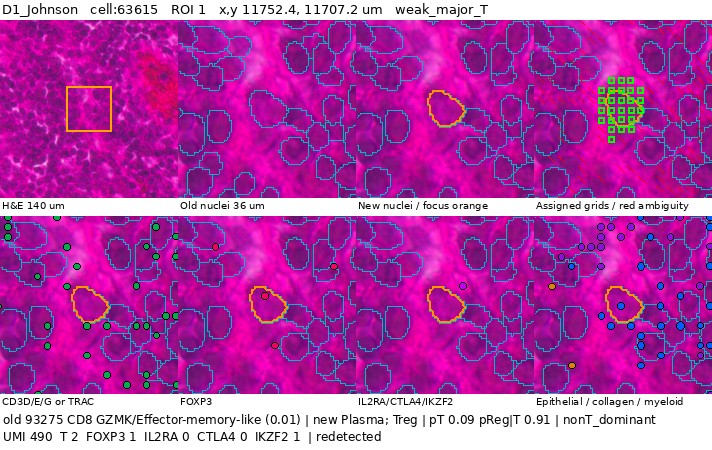 D1_Johnson   cell:63615   ROI 1   x,y 11752.4, 11707.2 um   weak_major_T
H&E 140 um
Old nuclei 36 um
New nuclei / focus orange
Assigned grids / red ambiguity
CD3D/E/G or TRAC
FOXP3
IL2RA/CTLA4/IKZF2
Epithelial / collagen / myeloid
old 93275 CD8 GZMK/Effector-memory-like (0.01) | new Plasma; Treg | pT 0.09 pReg|T 0.91 | nonT_dominant
UMI 490  T 2  FOXP3 1  IL2RA 0  CTLA4 0  IKZF2 1  | redetected